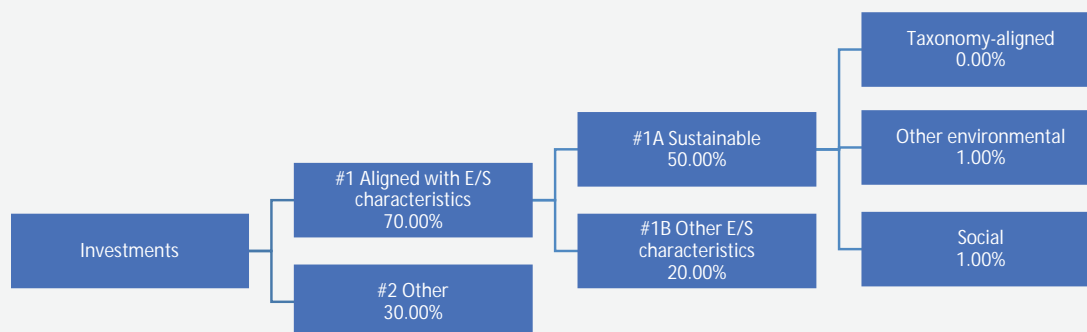 Investments
#1 Aligned with E/S
characteristics
70.00%
#2 Other
30.00%
#1A Sustainable
50.00%
#1B Other E/S
characteristics
20.00%
Taxonomy-aligned
0.00%
Other environmental
1.00%
Social
1.00%